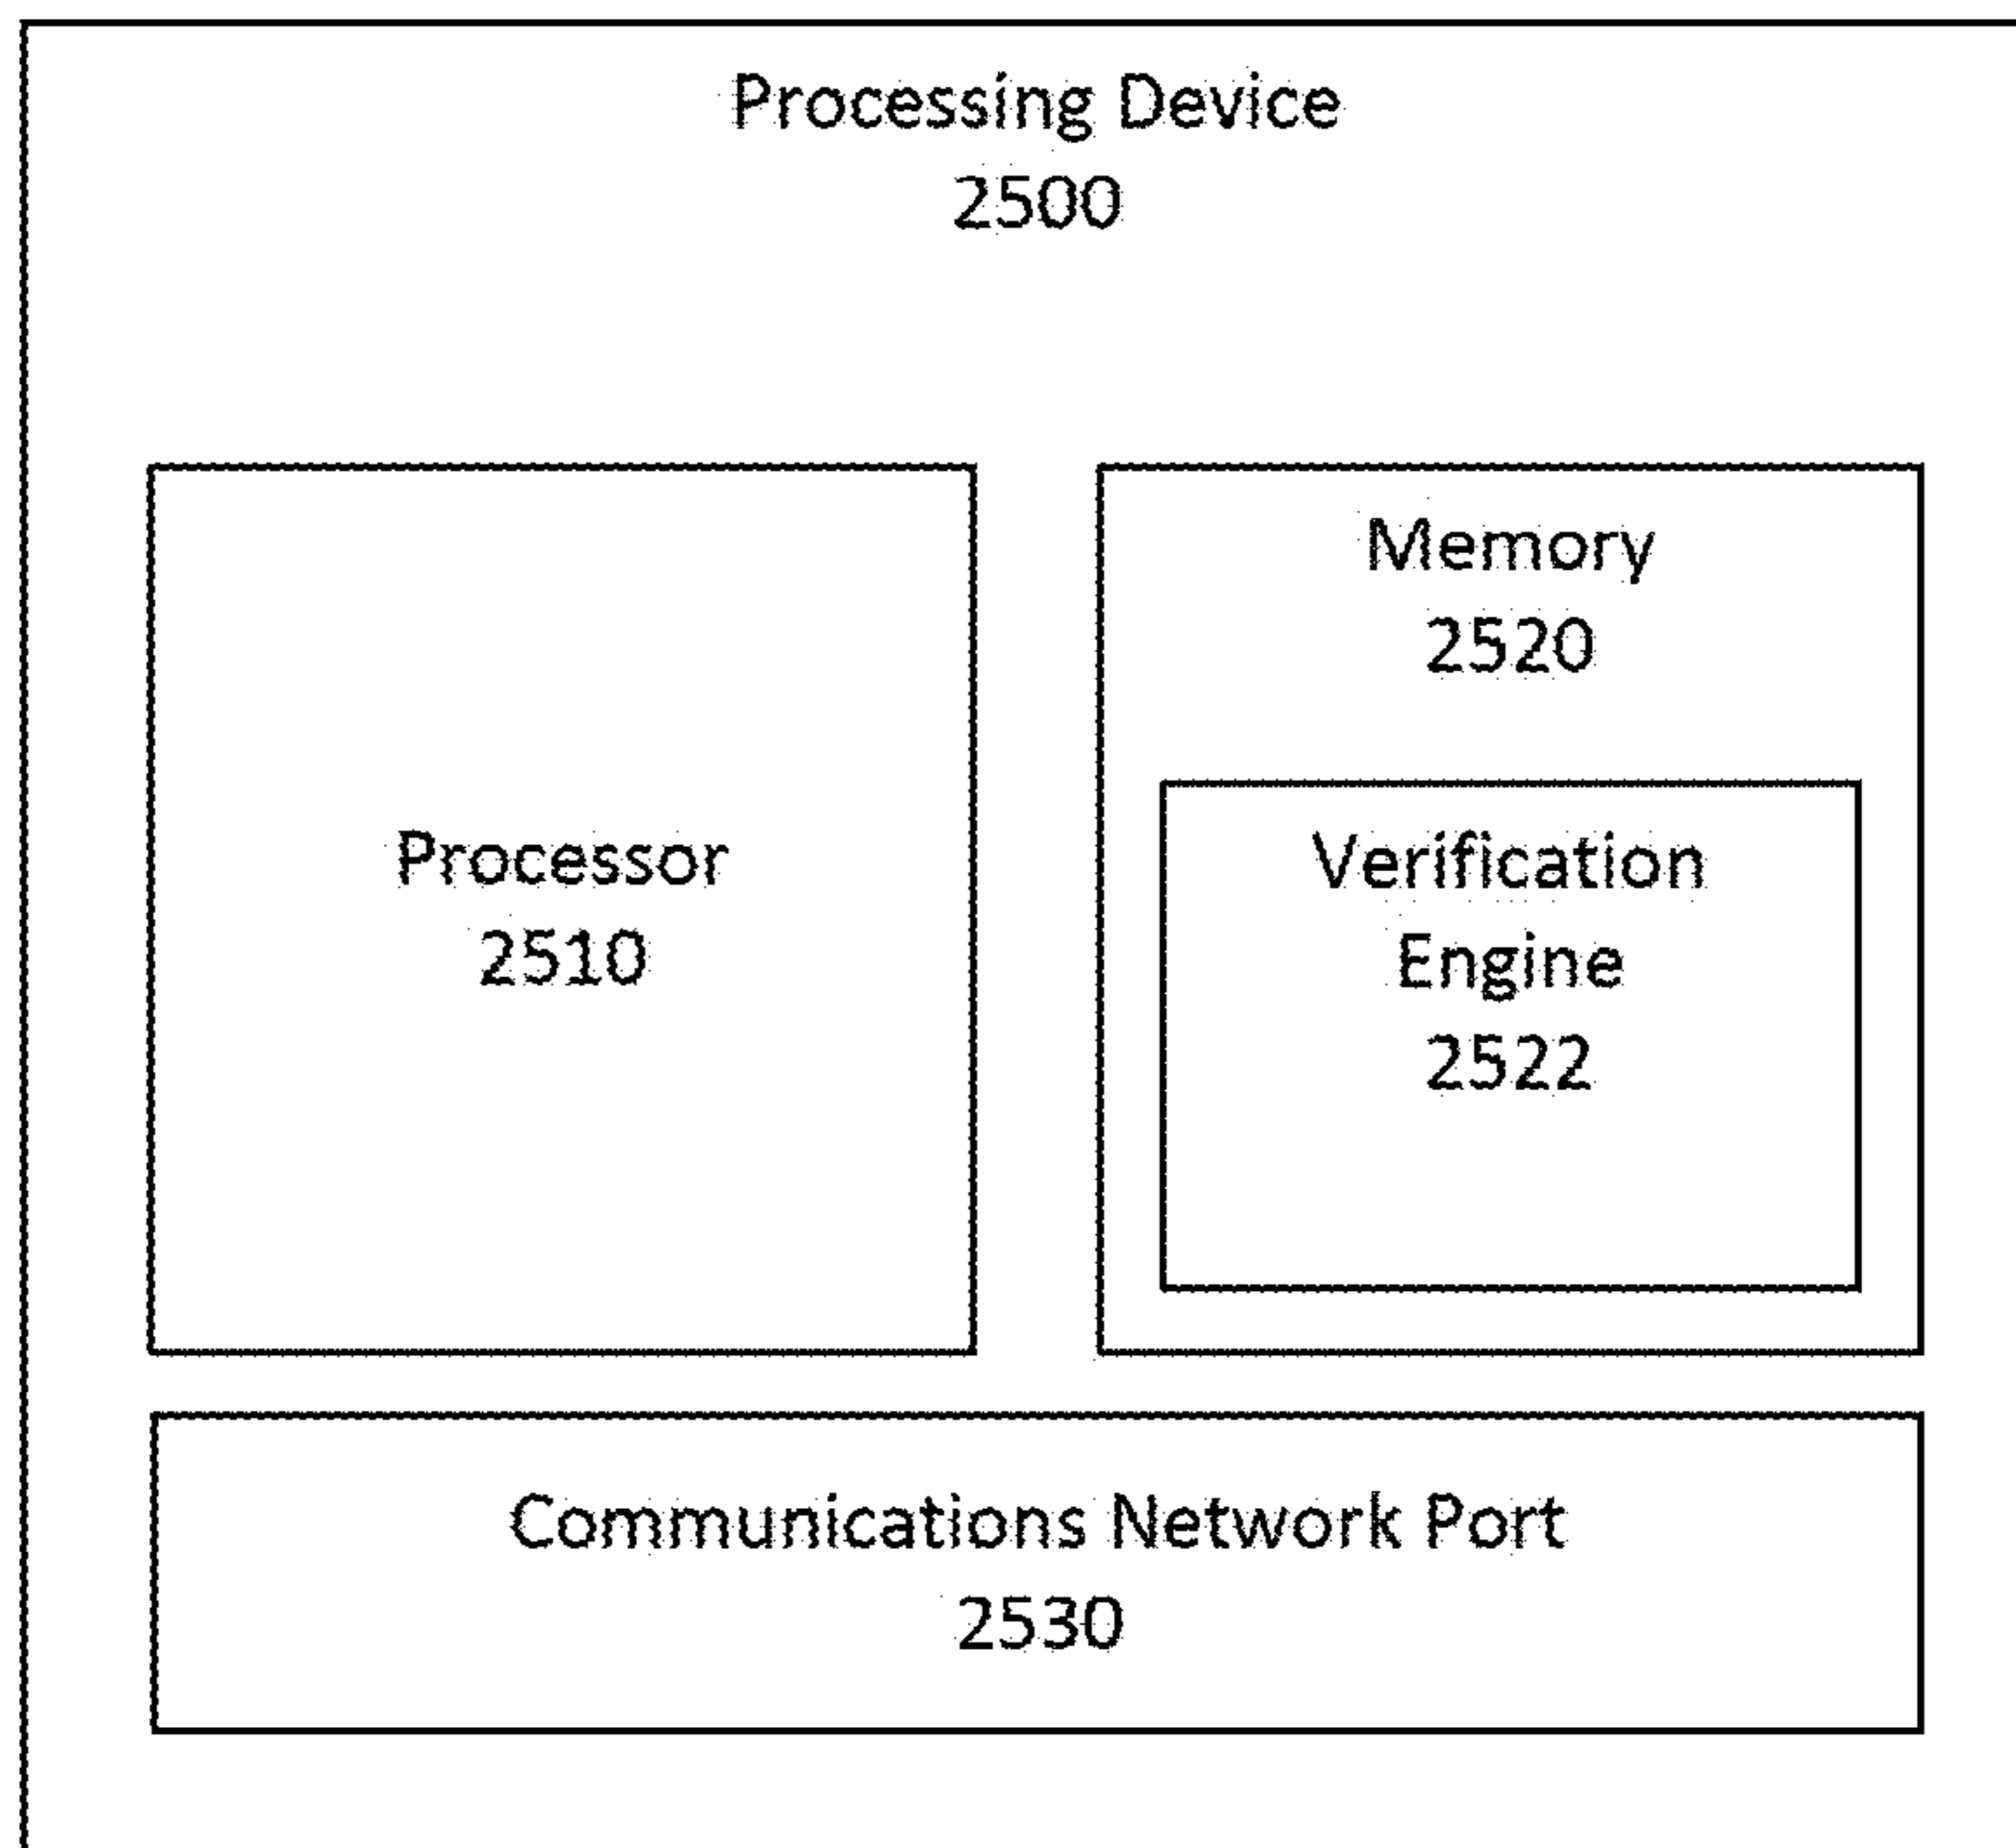 Processing Device
2500
Processor
2510
Memory
2520
Verification
Engine
2522
Communications Network Port
2530